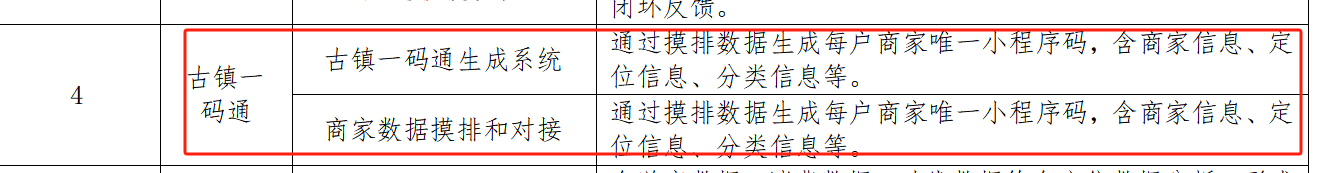 闭环反馈。
4
古镇一
码通
古镇一码通生成系统
通过摸排数据生成每户商家唯一小程序码，含商家信息、定
位信息、分类信息等。
商家数据摸排和对接
通过摸排数据生成每户商家唯一小程序码，含商家信息、定
位信息、分类信息等。